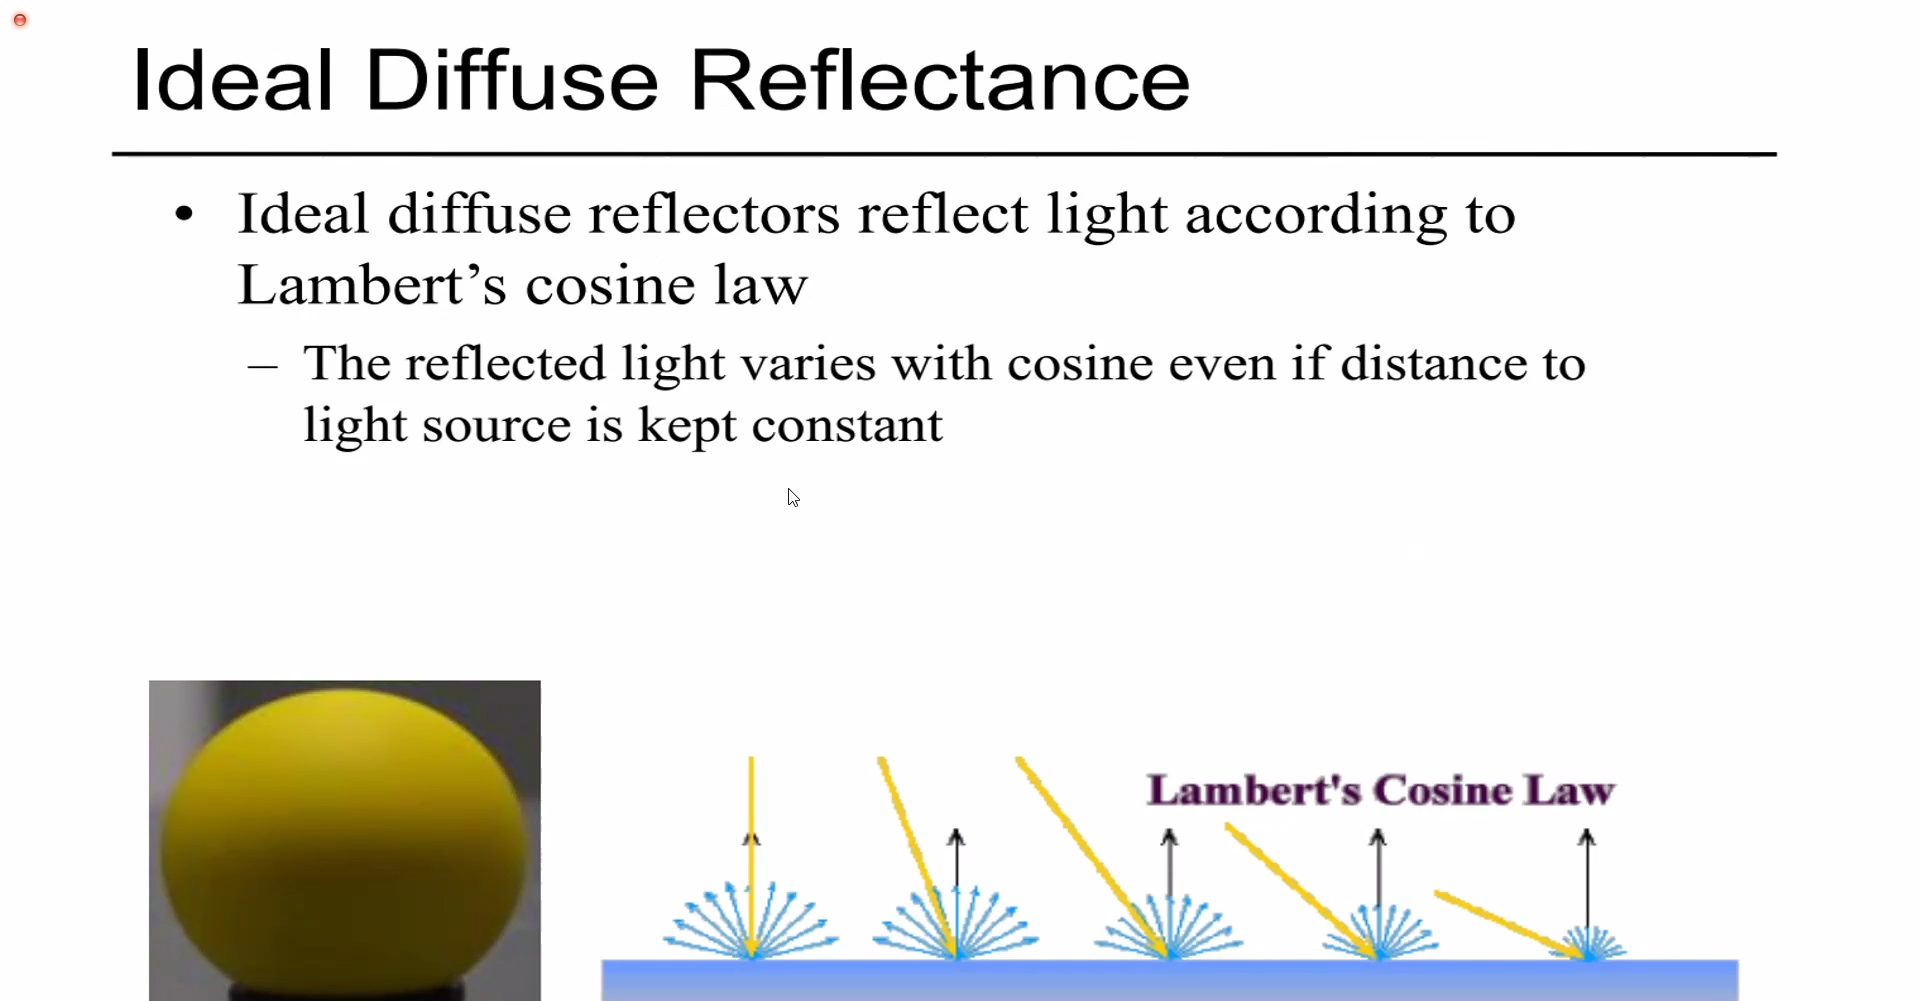 Ideal Diffuse Reflectance
• Ideal diffuse reflectors reflect light according to
Lambert’s cosine law
– The reflected light varies with cosine even if distance to
light source is kept constant
Lambert's Cosine Law